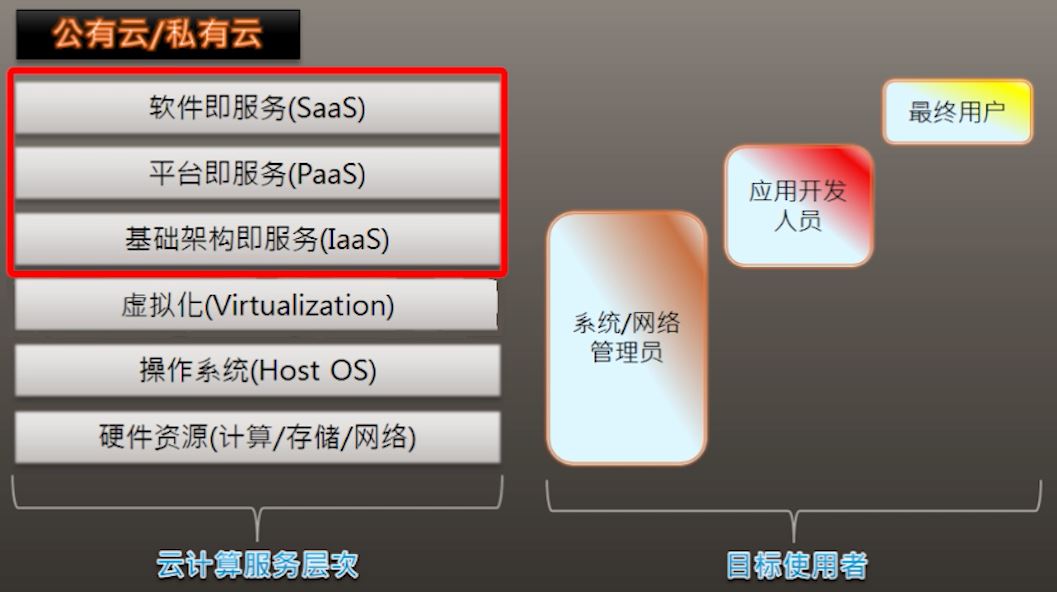 公有云/私有云
软件即服务(SaaS)
平台即服务(PaaS)
基础架构即服务(IaaS)
虚拟化(Virtualization)
操作系统(Host OS)
硬件资源(计算/存储/网络)
云计算服务层次
最终用户
应用开发
人员
系统/网络
管理员
目标使用者